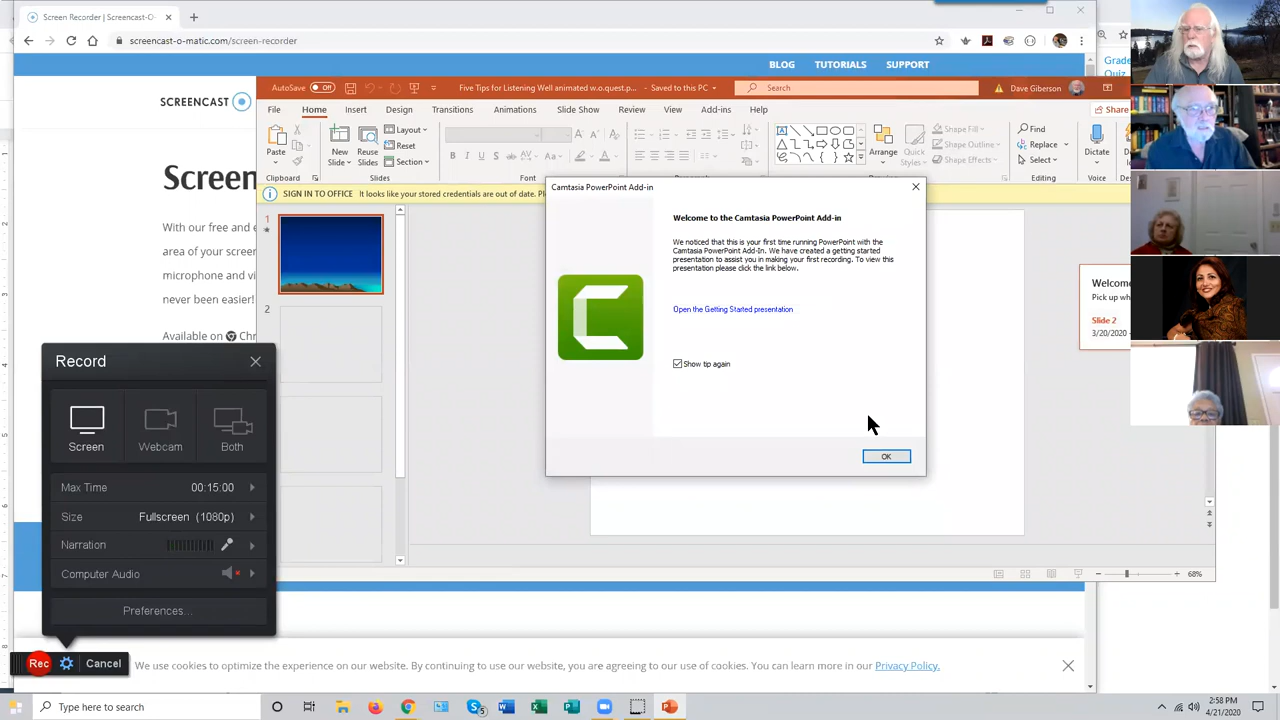 Screen Recorder | Screencast-O-
screencast-o-matic.com/screen-recorder
BLOG TUTORIALS SUPPORT
Grade
Quiz
SCREENCAST
AutoSave Off
Five Tips for Listening Well animated w.o.quest.p... - Saved to this PC
Search
Dave Giberson
File Home Insert Design Transitions Animations Slide Show Review View Add-ins Help Share
Paste
New
Slide
Reuse
Slides
Layout
Reset
Section
Arrange
Quick
Styles
Shape Fill
Shape Outline
Shape Effects
Find
Replace
Select
Dictate
Clipboard
Slides
Font
Paragraph
Drawing
Editing
Voice
SIGN IN TO OFFICE It looks like your stored credentials are out of date.
Screen
With our free and e
area of your screen
microphone and vi
never been easier!
Available on Chr
1
2
Camtasia PowerPoint Add-in
Welcome to the Camtasia PowerPoint Add-in
We noticed that this is your first time running PowerPoint with the
Camtasia PowerPoint Add-In. We have created a getting started
presentation to assist you in making your first recording. To view this
presentation please click the link below.
Open the Getting Started presentation
Show tip again
OK
Welcome
Pick up wh
Slide 2
3/20/2020
68%
Record
Screen Webcam Both
Max Time 00:15:00
Size Fullscreen (1080p)
Narration
Computer Audio
Preferences...
Rec Cancel
We use cookies to optimize the experience on our website. By continuing to use our website, you are agreeing to our use of cookies. You can learn more in our Privacy Policy.
Type here to search
2:58 PM
4/21/2020